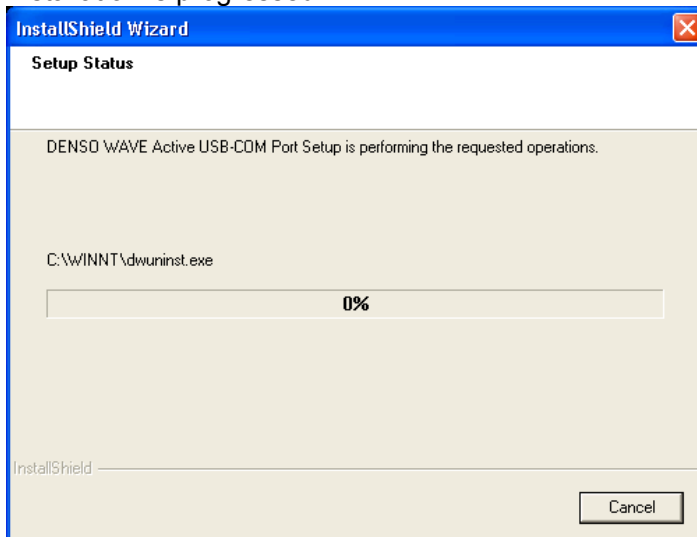 InstallShield Wizard
Setup Status
DENSO WAVE Active USB-COM Port Setup is performing the requested operations.
C:\WINNT\dwuninst.exe
0%
InstallShield
Cancel